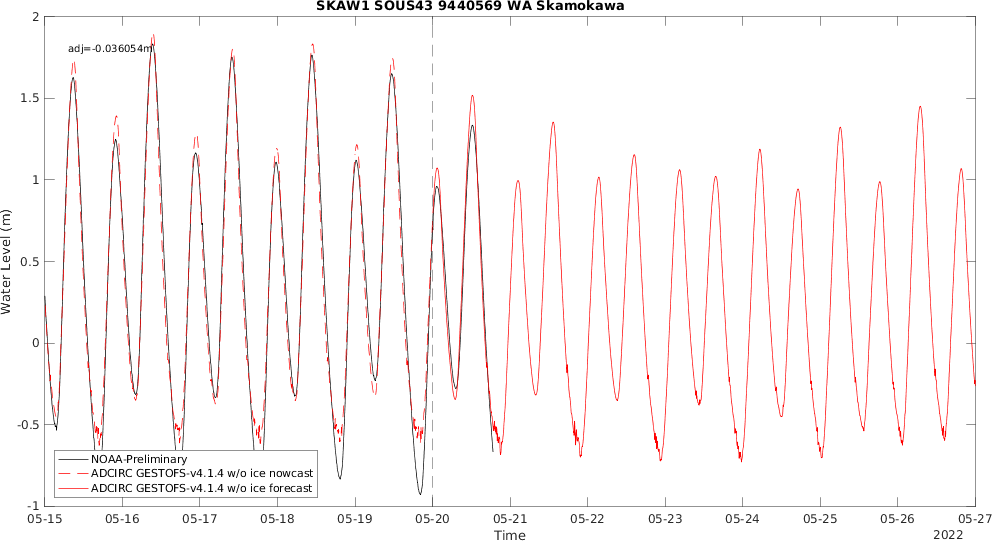 SKAW1 SOUS43 9440569 WA Skamokawa
adj=-0.036054m
Water Level (m)
2
1.5
1
0.5
0
-0.5
-1
NOAA-Preliminary
ADCIRC GESTOFS-v4.1.4 w/o ice nowcast
ADCIRC GESTOFS-v4.1.4 w/o ice forecast
05-15 05-16 05-17 05-18 05-19 05-20 05-21 05-22 05-23 05-24 05-25 05-26 05-27
Time
2022